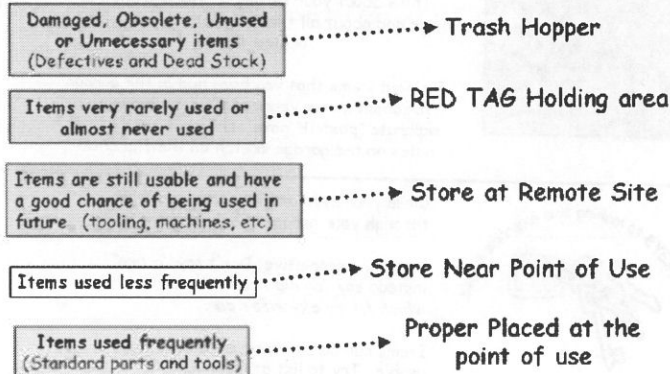 Damaged, Obsolete, Unused
or Unnecessary items
(Defectives and Dead Stock)
Trash Hopper
Items very rarely used or
almost never used
RED TAG Holding area
Items are still usable and have
a good chance of being used in
future. (tooling, machines, etc)
Store at Remote Site
Items used less frequently
Store Near Point of Use
Items used frequently
(Standard parts and tools)
Proper Placed at the
point of use